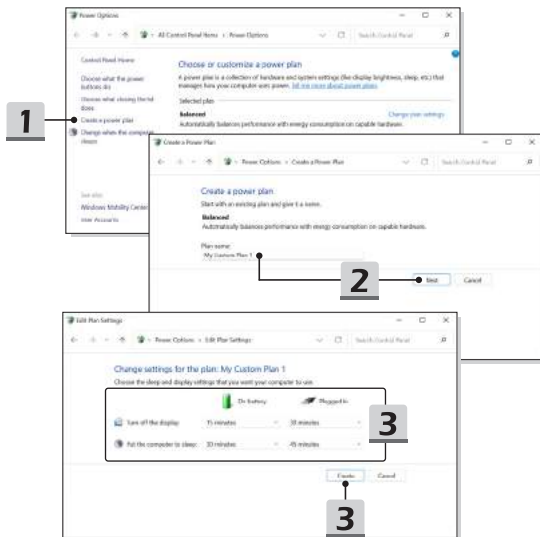 Power Options
All Control Panel Items › Power Options
Search Control Panel
Control Panel Home
Choose what the power
buttons do
Choose what closing the lid
does
Create a power plan
Change when the computer
sleeps
See also
Windows Mobility Center
User Accounts
Choose or customize a power plan
A power plan is a collection of hardware and system settings (like display brightness, sleep, etc.) that
manages how your computer uses power. Tell me more about power plans
Selected plan
Balanced
Change plan settings
Automatically balances performance with energy consumption on capable hardware.
1
Create a Power Plan
Power Options › Create a Power Plan
Search Control Panel
Create a power plan
Start with an existing plan and give it a name.
Balanced
Automatically balances performance with energy consumption on capable hardware.
Plan name:
My Custom Plan 1
2
Next
Cancel
Edit Plan Settings
Power Options › Edit Plan Settings
Search Control Panel
Change settings for the plan: My Custom Plan 1
Choose the sleep and display settings that you want your computer to use.
On battery
Plugged in
Turn off the display:
15 minutes
30 minutes
Put the computer to sleep:
30 minutes
45 minutes
3
Create
Cancel
3